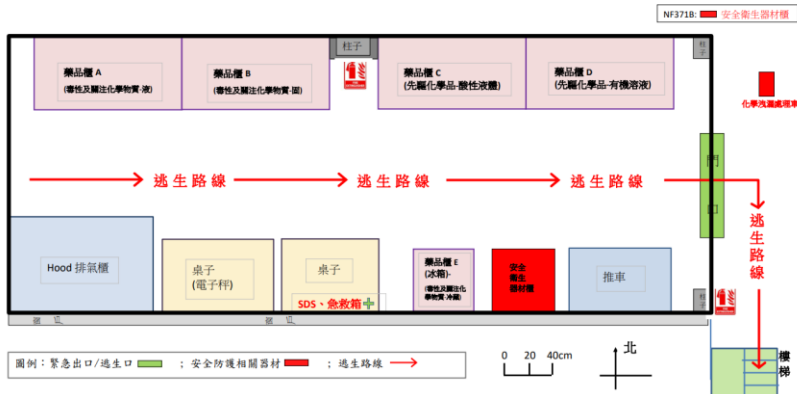 NF371B: 安全衛生器材櫃
柱子
柱子
藥品櫃 A
(毒性及關注化學物質-液)
藥品櫃 B
(毒性及關注化學物質-固)
藥品櫃 C
(先驅化學品-酸性液體)
藥品櫃 D
(先驅化學品-有機溶液)
化學洩漏處理車
逃生路線
逃生路線
逃生路線
門
口
逃生路線
Hood 排氣櫃
桌子
(電子秤)
桌子
SDS、急救箱
藥品櫃 E
(冰箱)-
(毒性及關注化
學物質-冷藏)
安全
衛生
器材櫃
推車
柱子
窗 戶
窗 戶
圖例：緊急出口/逃生口 ；安全防護相關器材 ；逃生路線
0 20 40cm
北
樓梯